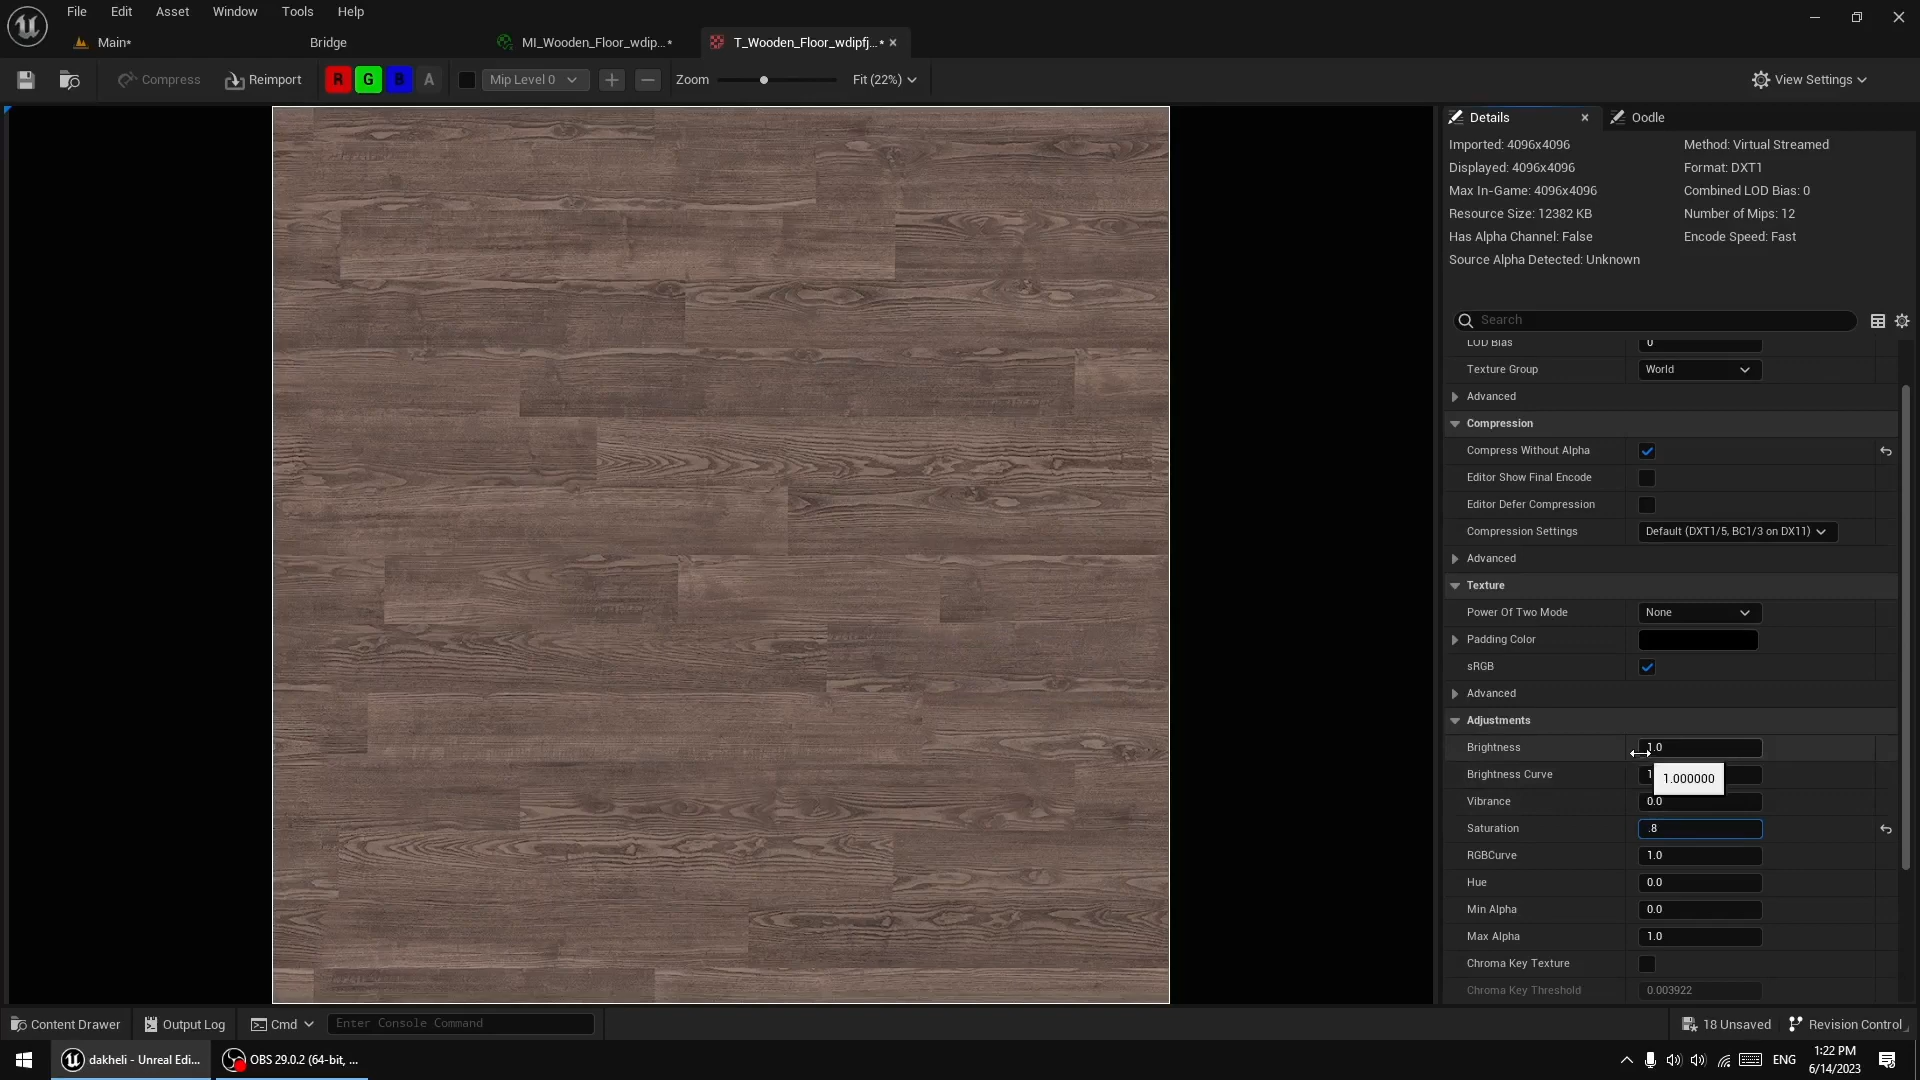 File Edit Asset Window Tools Help
Main* Bridge MI_Wooden_Floor_wdip...* T_Wooden_Floor_wdipfj...*
Compress Reimport R G B A Mip Level 0 Zoom Fit (22%) View Settings
Details Oodle
Imported: 4096x4096 Method: Virtual Streamed
Displayed: 4096x4096 Format: DXT1
Max In-Game: 4096x4096 Combined LOD Bias: 0
Resource Size: 12382 KB Number of Mips: 12
Has Alpha Channel: False Encode Speed: Fast
Source Alpha Detected: Unknown
Search
LOD Bias 0
Texture Group World
Advanced
Compression
Compress Without Alpha
Editor Show Final Encode
Editor Defer Compression
Compression Settings Default (DXT1/5, BC1/3 on DX11)
Advanced
Texture
Power Of Two Mode None
Padding Color
sRGB
Advanced
Adjustments
Brightness 1.0
Brightness Curve 1
1.000000
Vibrance 0.0
Saturation .8
RGBCurve 1.0
Hue 0.0
Min Alpha 0.0
Max Alpha 1.0
Chroma Key Texture
Chroma Key Threshold 0.003922
Content Drawer Output Log Cmd Enter Console Command 18 Unsaved Revision Control
dakheli - Unreal Edi... OBS 29.0.2 (64-bit, ... ENG 1:22 PM
6/14/2023